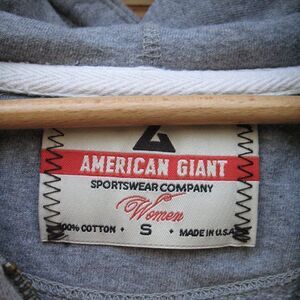 AMERICAN GIANT
SPORTSWEAR COMPANY
Women
100% COTTON • S • MADE IN U.S.A.